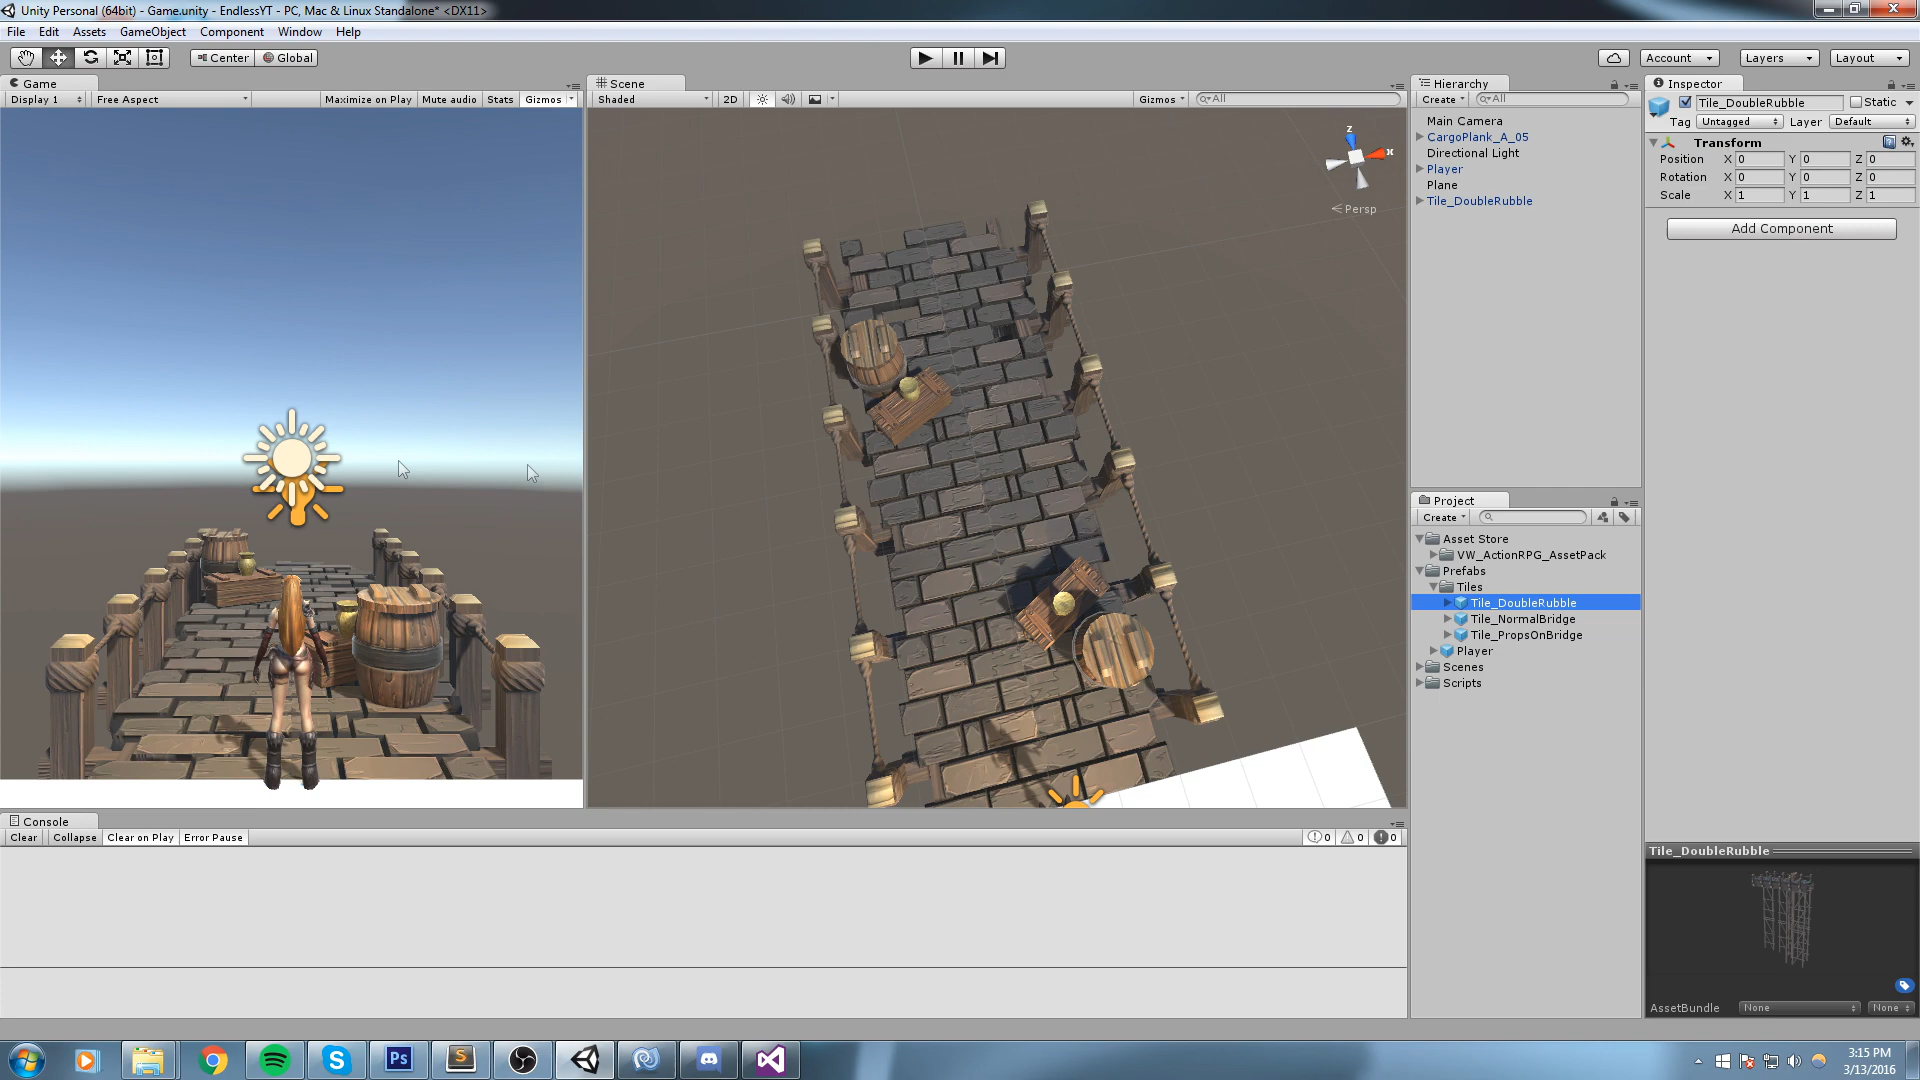 Unity Personal (64bit) - Game.unity - EndlessYT - PC, Mac & Linux Standalone* <DX11>
File Edit Assets GameObject Component Window Help
Center Global Account Layers Layout
Game
Display 1 Free Aspect Maximize on Play Mute audio Stats Gizmos
Scene
Shaded 2D Gizmos All
z
x
Persp
Hierarchy
Create All
Main Camera
CargoPlank_A_05
Directional Light
Player
Plane
Tile_DoubleRubble
Project
Create
Asset Store
VW_ActionRPG_AssetPack
Prefabs
Tiles
Tile_DoubleRubble
Tile_NormalBridge
Tile_PropsOnBridge
Player
Scenes
Scripts
Inspector
Tile_DoubleRubble Static
Tag Untagged Layer Default
Transform
Position X 0 Y 0 Z 0
Rotation X 0 Y 0 Z 0
Scale X 1 Y 1 Z 1
Add Component
Tile_DoubleRubble
AssetBundle None None
Console
Clear Collapse Clear on Play Error Pause 0 0 0
S Ps S
3:15 PM
3/13/2016